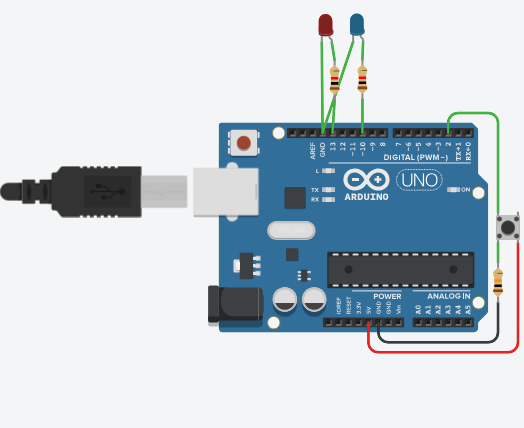 AREF
GND
13
12
~11
~10
~9
8
7
~6
~5
4
~3
2
TX→1
RX←0
DIGITAL (PWM~)
L
TX
RX
UNO
ON
ARDUINO
POWER
ANALOG IN
IOREF
RESET
3.3V
5V
GND
GND
Vin
A0
A1
A2
A3
A4
A5